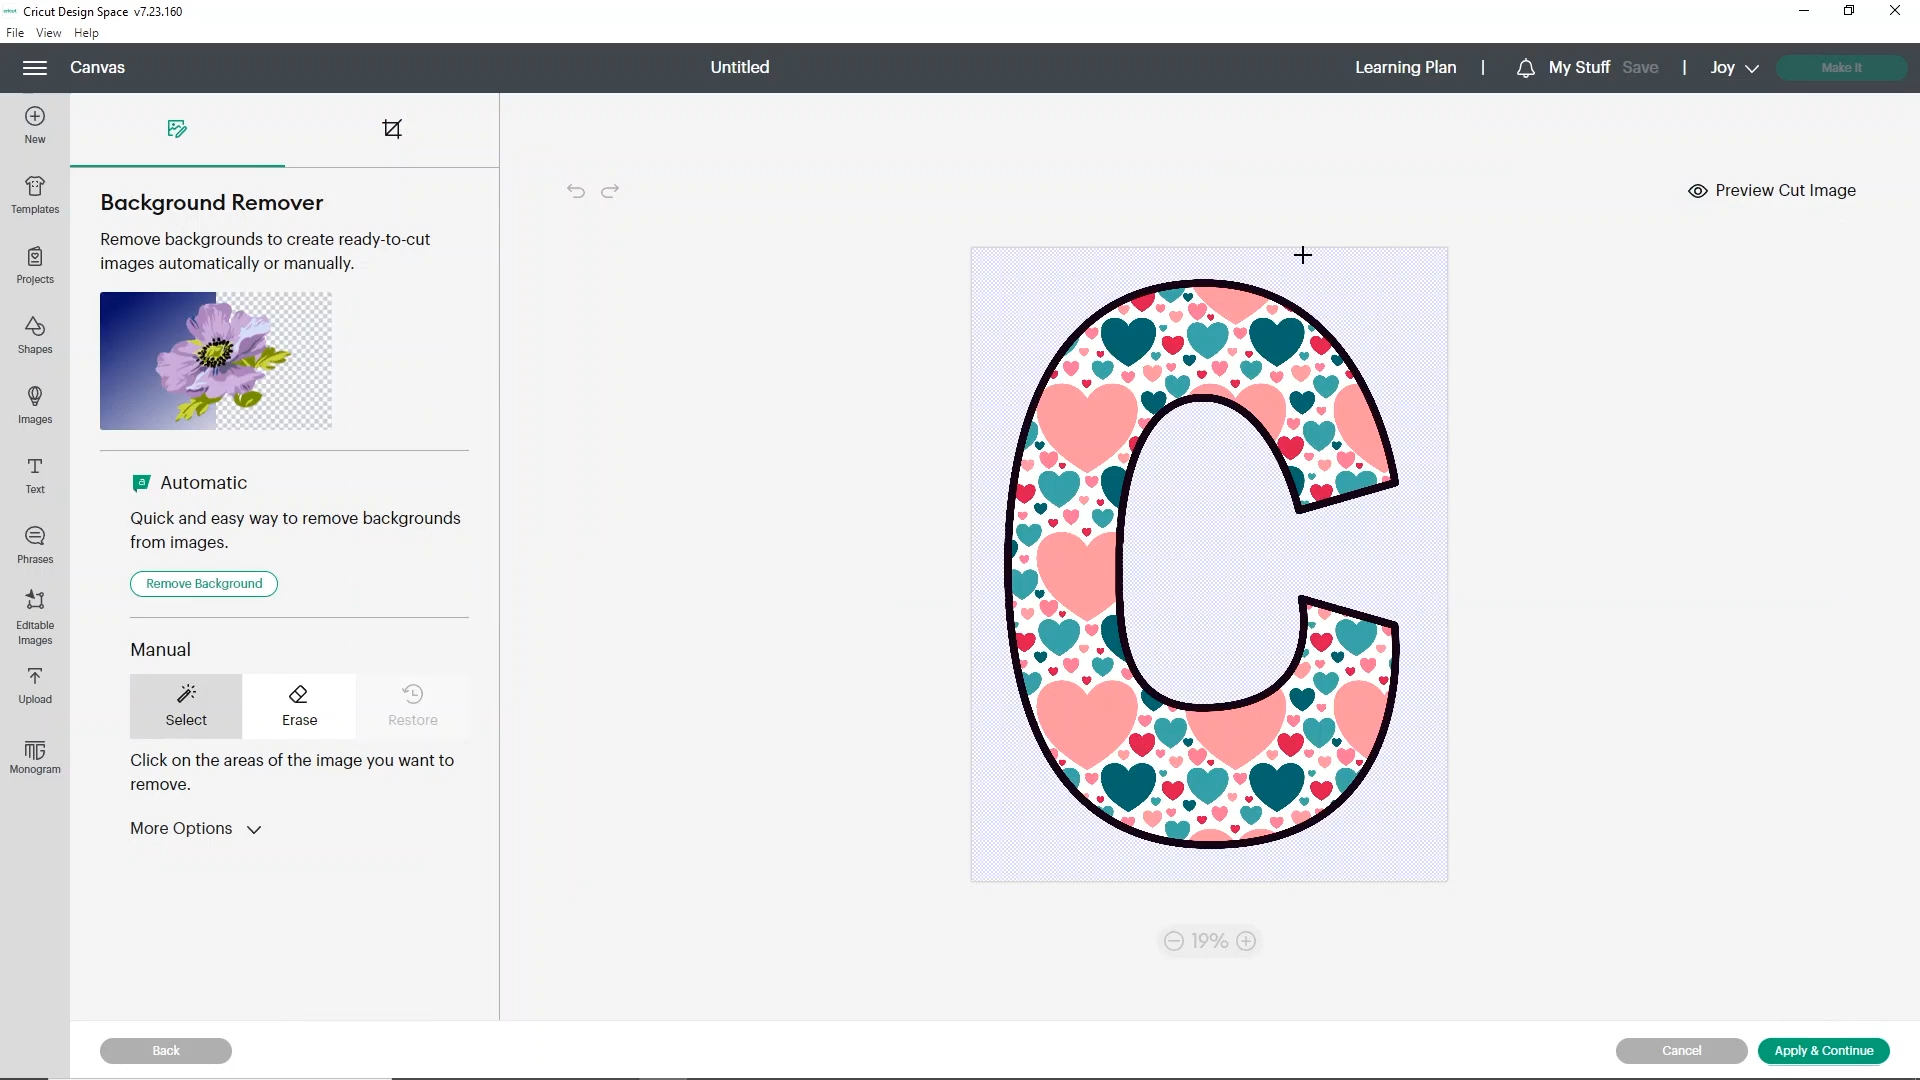 Cricut Design Space v7.23.160
File View Help
Canvas
Untitled
Learning Plan | My Stuff Save | Joy Make It
New
Templates
Projects
Shapes
Images
Text
Phrases
Editable
Images
Upload
Monogram
Background Remover
Remove backgrounds to create ready-to-cut
images automatically or manually.
Automatic
Quick and easy way to remove backgrounds
from images.
Remove Background
Manual
Select Erase Restore
Click on the areas of the image you want to
remove.
More Options
Preview Cut Image
C
19%
Back
Cancel Apply & Continue